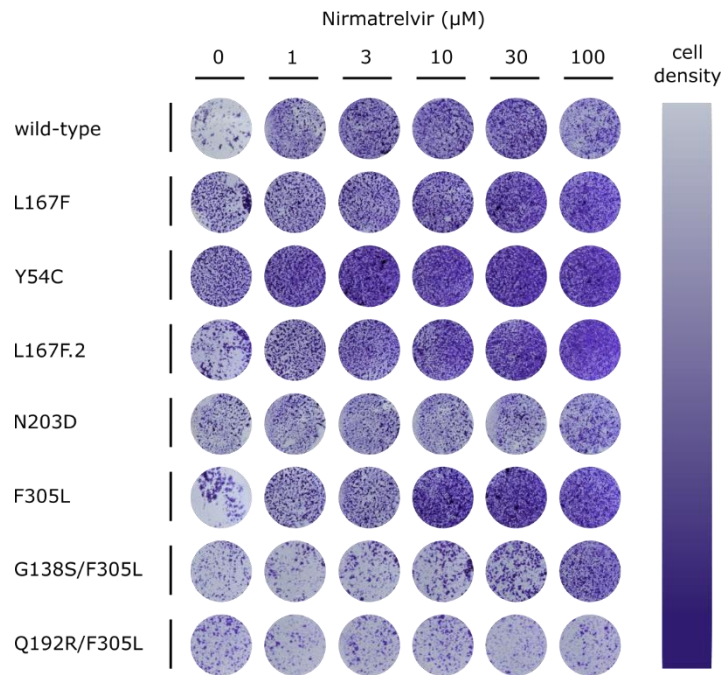 Nirmatrelvir (µM)
0 1 3 10 30 100
cell
density
wild-type
L167F
Y54C
L167F.2
N203D
F305L
G138S/F305L
Q192R/F305L